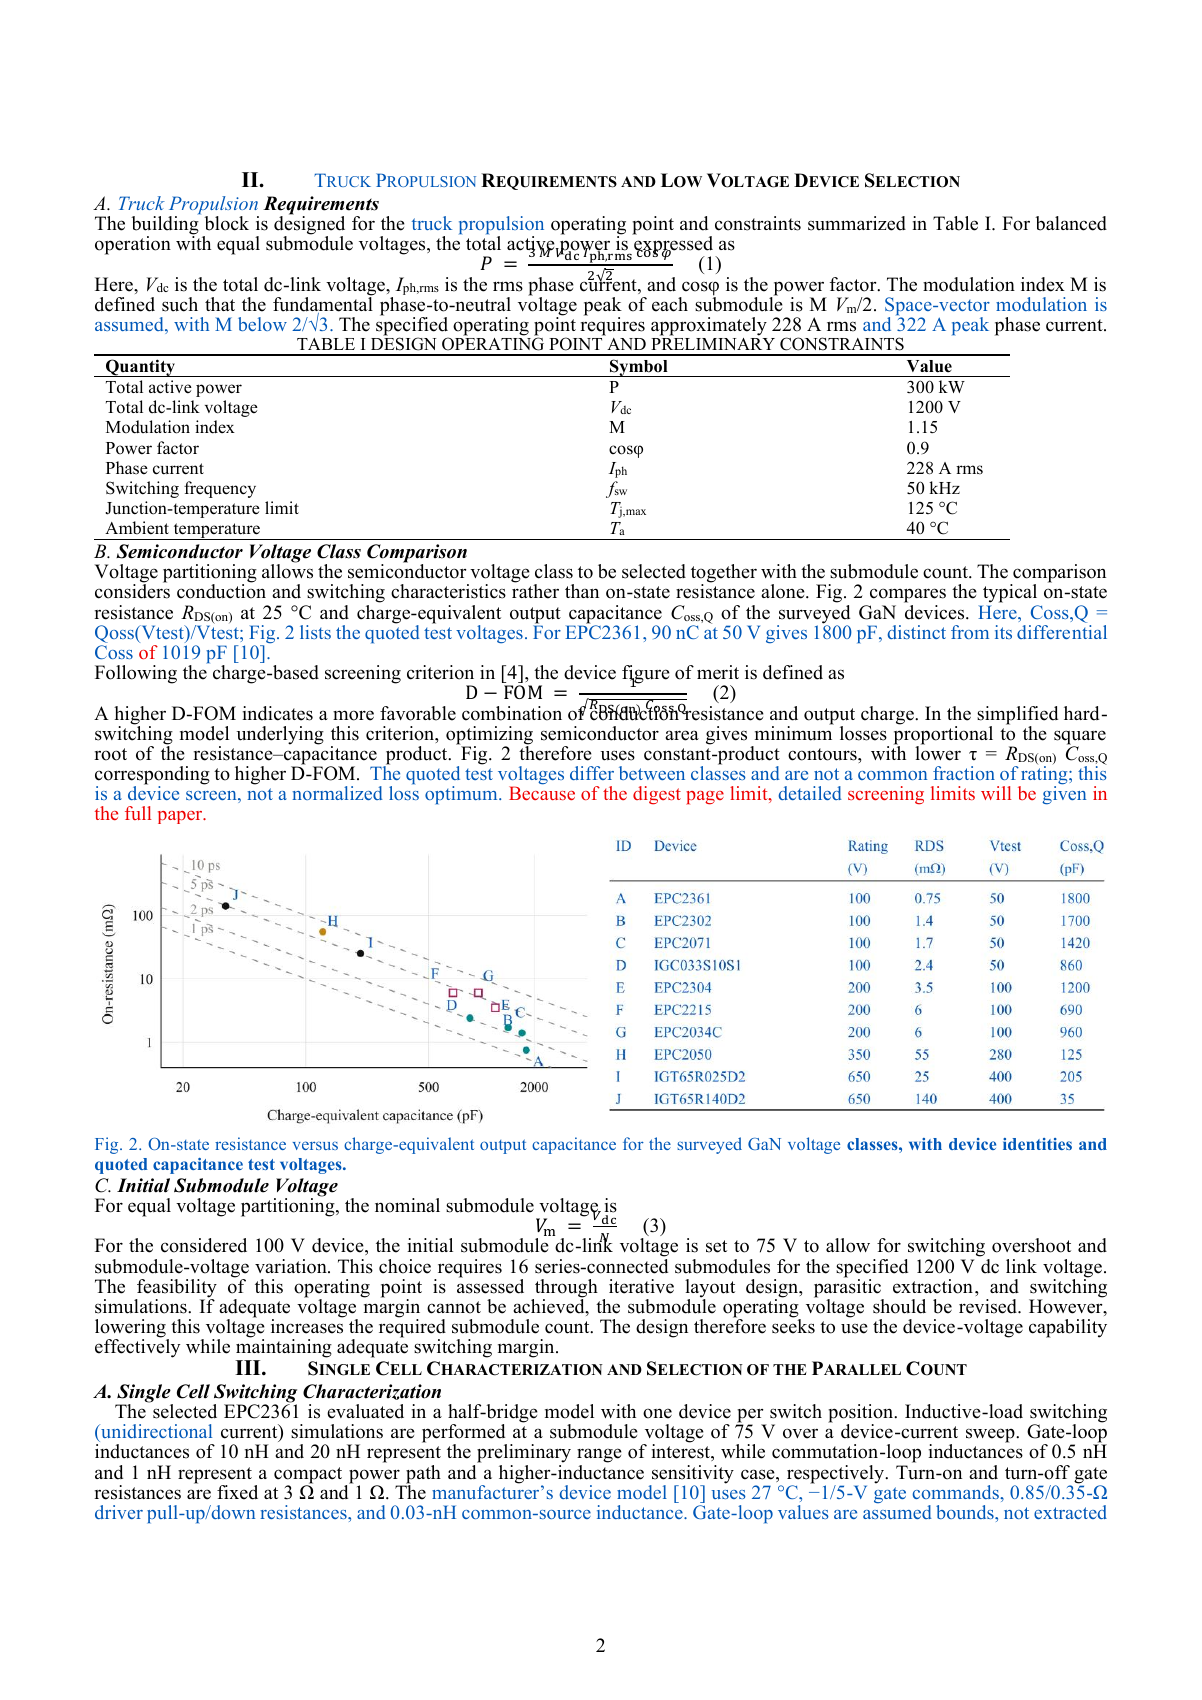 II. TRUCK PROPULSION REQUIREMENTS AND LOW VOLTAGE DEVICE SELECTION
A. Truck Propulsion Requirements
The building block is designed for the truck propulsion operating point and constraints summarized in Table I. For balanced
operation with equal submodule voltages, the total active power is expressed as
P = 3 M Vdc Iph,rms cos φ / 2√2 (1)
Here, Vdc is the total dc-link voltage, Iph,rms is the rms phase current, and cosφ is the power factor. The modulation index M is
defined such that the fundamental phase-to-neutral voltage peak of each submodule is M Vm/2. Space-vector modulation is
assumed, with M below 2/√3. The specified operating point requires approximately 228 A rms and 322 A peak phase current.
TABLE I DESIGN OPERATING POINT AND PRELIMINARY CONSTRAINTS
Quantity Symbol Value
Total active power P 300 kW
Total dc-link voltage Vdc 1200 V
Modulation index M 1.15
Power factor cosφ 0.9
Phase current Iph 228 A rms
Switching frequency fsw 50 kHz
Junction-temperature limit Tj,max 125 °C
Ambient temperature Ta 40 °C
B. Semiconductor Voltage Class Comparison
Voltage partitioning allows the semiconductor voltage class to be selected together with the submodule count. The comparison
considers conduction and switching characteristics rather than on-state resistance alone. Fig. 2 compares the typical on-state
resistance RDS(on) at 25 °C and charge-equivalent output capacitance Coss,Q of the surveyed GaN devices. Here, Coss,Q =
Qoss(Vtest)/Vtest; Fig. 2 lists the quoted test voltages. For EPC2361, 90 nC at 50 V gives 1800 pF, distinct from its differential
Coss of 1019 pF [10].
Following the charge-based screening criterion in [4], the device figure of merit is defined as
D − FOM = 1 / √RDS(on) Coss,Q (2)
A higher D-FOM indicates a more favorable combination of conduction resistance and output charge. In the simplified hard-
switching model underlying this criterion, optimizing semiconductor area gives minimum losses proportional to the square
root of the resistance–capacitance product. Fig. 2 therefore uses constant-product contours, with lower τ = RDS(on) Coss,Q
corresponding to higher D-FOM. The quoted test voltages differ between classes and are not a common fraction of rating; this
is a device screen, not a normalized loss optimum. Because of the digest page limit, detailed screening limits will be given in
the full paper.
On-resistance (mΩ)
100
10
1
10 ps
5 ps
2 ps
1 ps
J
H
I
F
G
D
E
C
B
A
20 100 500 2000
Charge-equivalent capacitance (pF)
ID Device Rating RDS Vtest Coss,Q
(V) (mΩ) (V) (pF)
A EPC2361 100 0.75 50 1800
B EPC2302 100 1.4 50 1700
C EPC2071 100 1.7 50 1420
D IGC033S10S1 100 2.4 50 860
E EPC2304 200 3.5 100 1200
F EPC2215 200 6 100 690
G EPC2034C 200 6 100 960
H EPC2050 350 55 280 125
I IGT65R025D2 650 25 400 205
J IGT65R140D2 650 140 400 35
Fig. 2. On-state resistance versus charge-equivalent output capacitance for the surveyed GaN voltage classes, with device identities and
quoted capacitance test voltages.
C. Initial Submodule Voltage
For equal voltage partitioning, the nominal submodule voltage is
Vm = Vdc / N (3)
For the considered 100 V device, the initial submodule dc-link voltage is set to 75 V to allow for switching overshoot and
submodule-voltage variation. This choice requires 16 series-connected submodules for the specified 1200 V dc link voltage.
The feasibility of this operating point is assessed through iterative layout design, parasitic extraction, and switching
simulations. If adequate voltage margin cannot be achieved, the submodule operating voltage should be revised. However,
lowering this voltage increases the required submodule count. The design therefore seeks to use the device-voltage capability
effectively while maintaining adequate switching margin.
III. SINGLE CELL CHARACTERIZATION AND SELECTION OF THE PARALLEL COUNT
A. Single Cell Switching Characterization
The selected EPC2361 is evaluated in a half-bridge model with one device per switch position. Inductive-load switching
(unidirectional current) simulations are performed at a submodule voltage of 75 V over a device-current sweep. Gate-loop
inductances of 10 nH and 20 nH represent the preliminary range of interest, while commutation-loop inductances of 0.5 nH
and 1 nH represent a compact power path and a higher-inductance sensitivity case, respectively. Turn-on and turn-off gate
resistances are fixed at 3 Ω and 1 Ω. The manufacturer's device model [10] uses 27 °C, −1/5-V gate commands, 0.85/0.35-Ω
driver pull-up/down resistances, and 0.03-nH common-source inductance. Gate-loop values are assumed bounds, not extracted
2